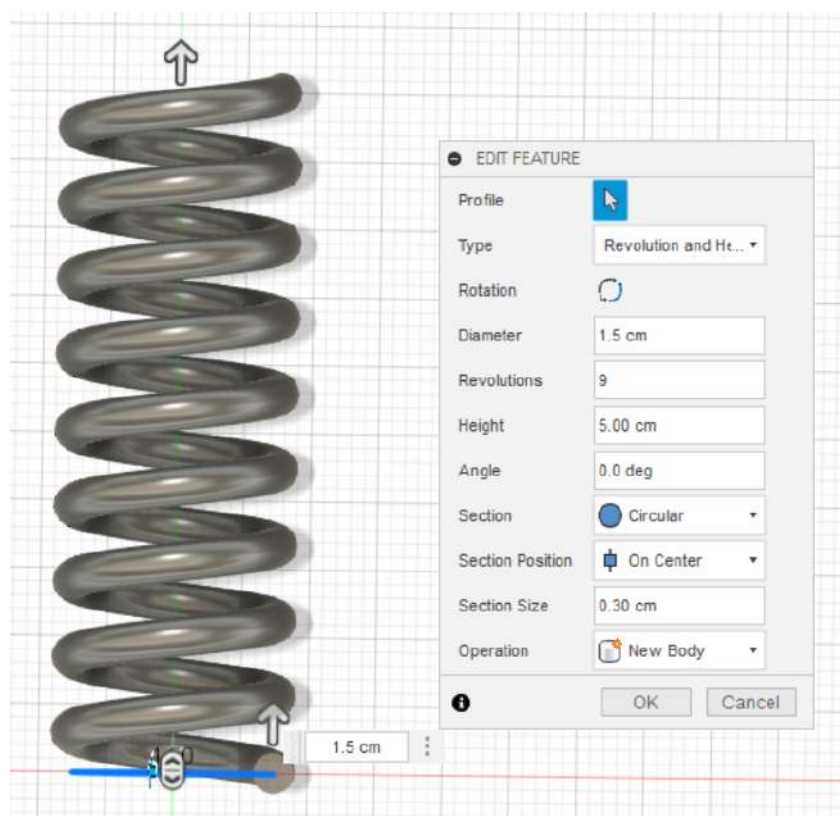 EDIT FEATURE
Profile
Type Revolution and He...
Rotation
Diameter 1.5 cm
Revolutions 9
Height 5.00 cm
Angle 0.0 deg
Section Circular
Section Position On Center
Section Size 0.30 cm
Operation New Body
OK Cancel
1.5 cm